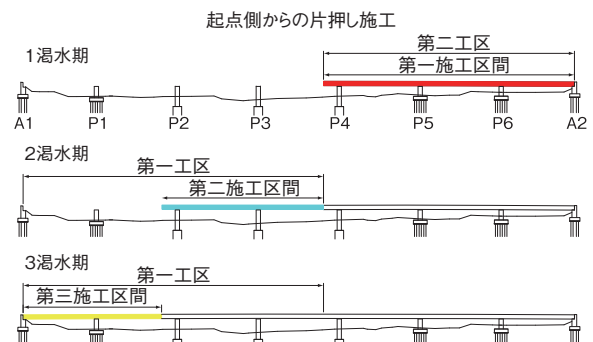 起点側からの片押し施工
1渇水期
第二工区
第一施工区間
A1 P1 P2 P3 P4 P5 P6 A2
2渇水期
第一工区
第二施工区間
3渇水期
第一工区
第三施工区間